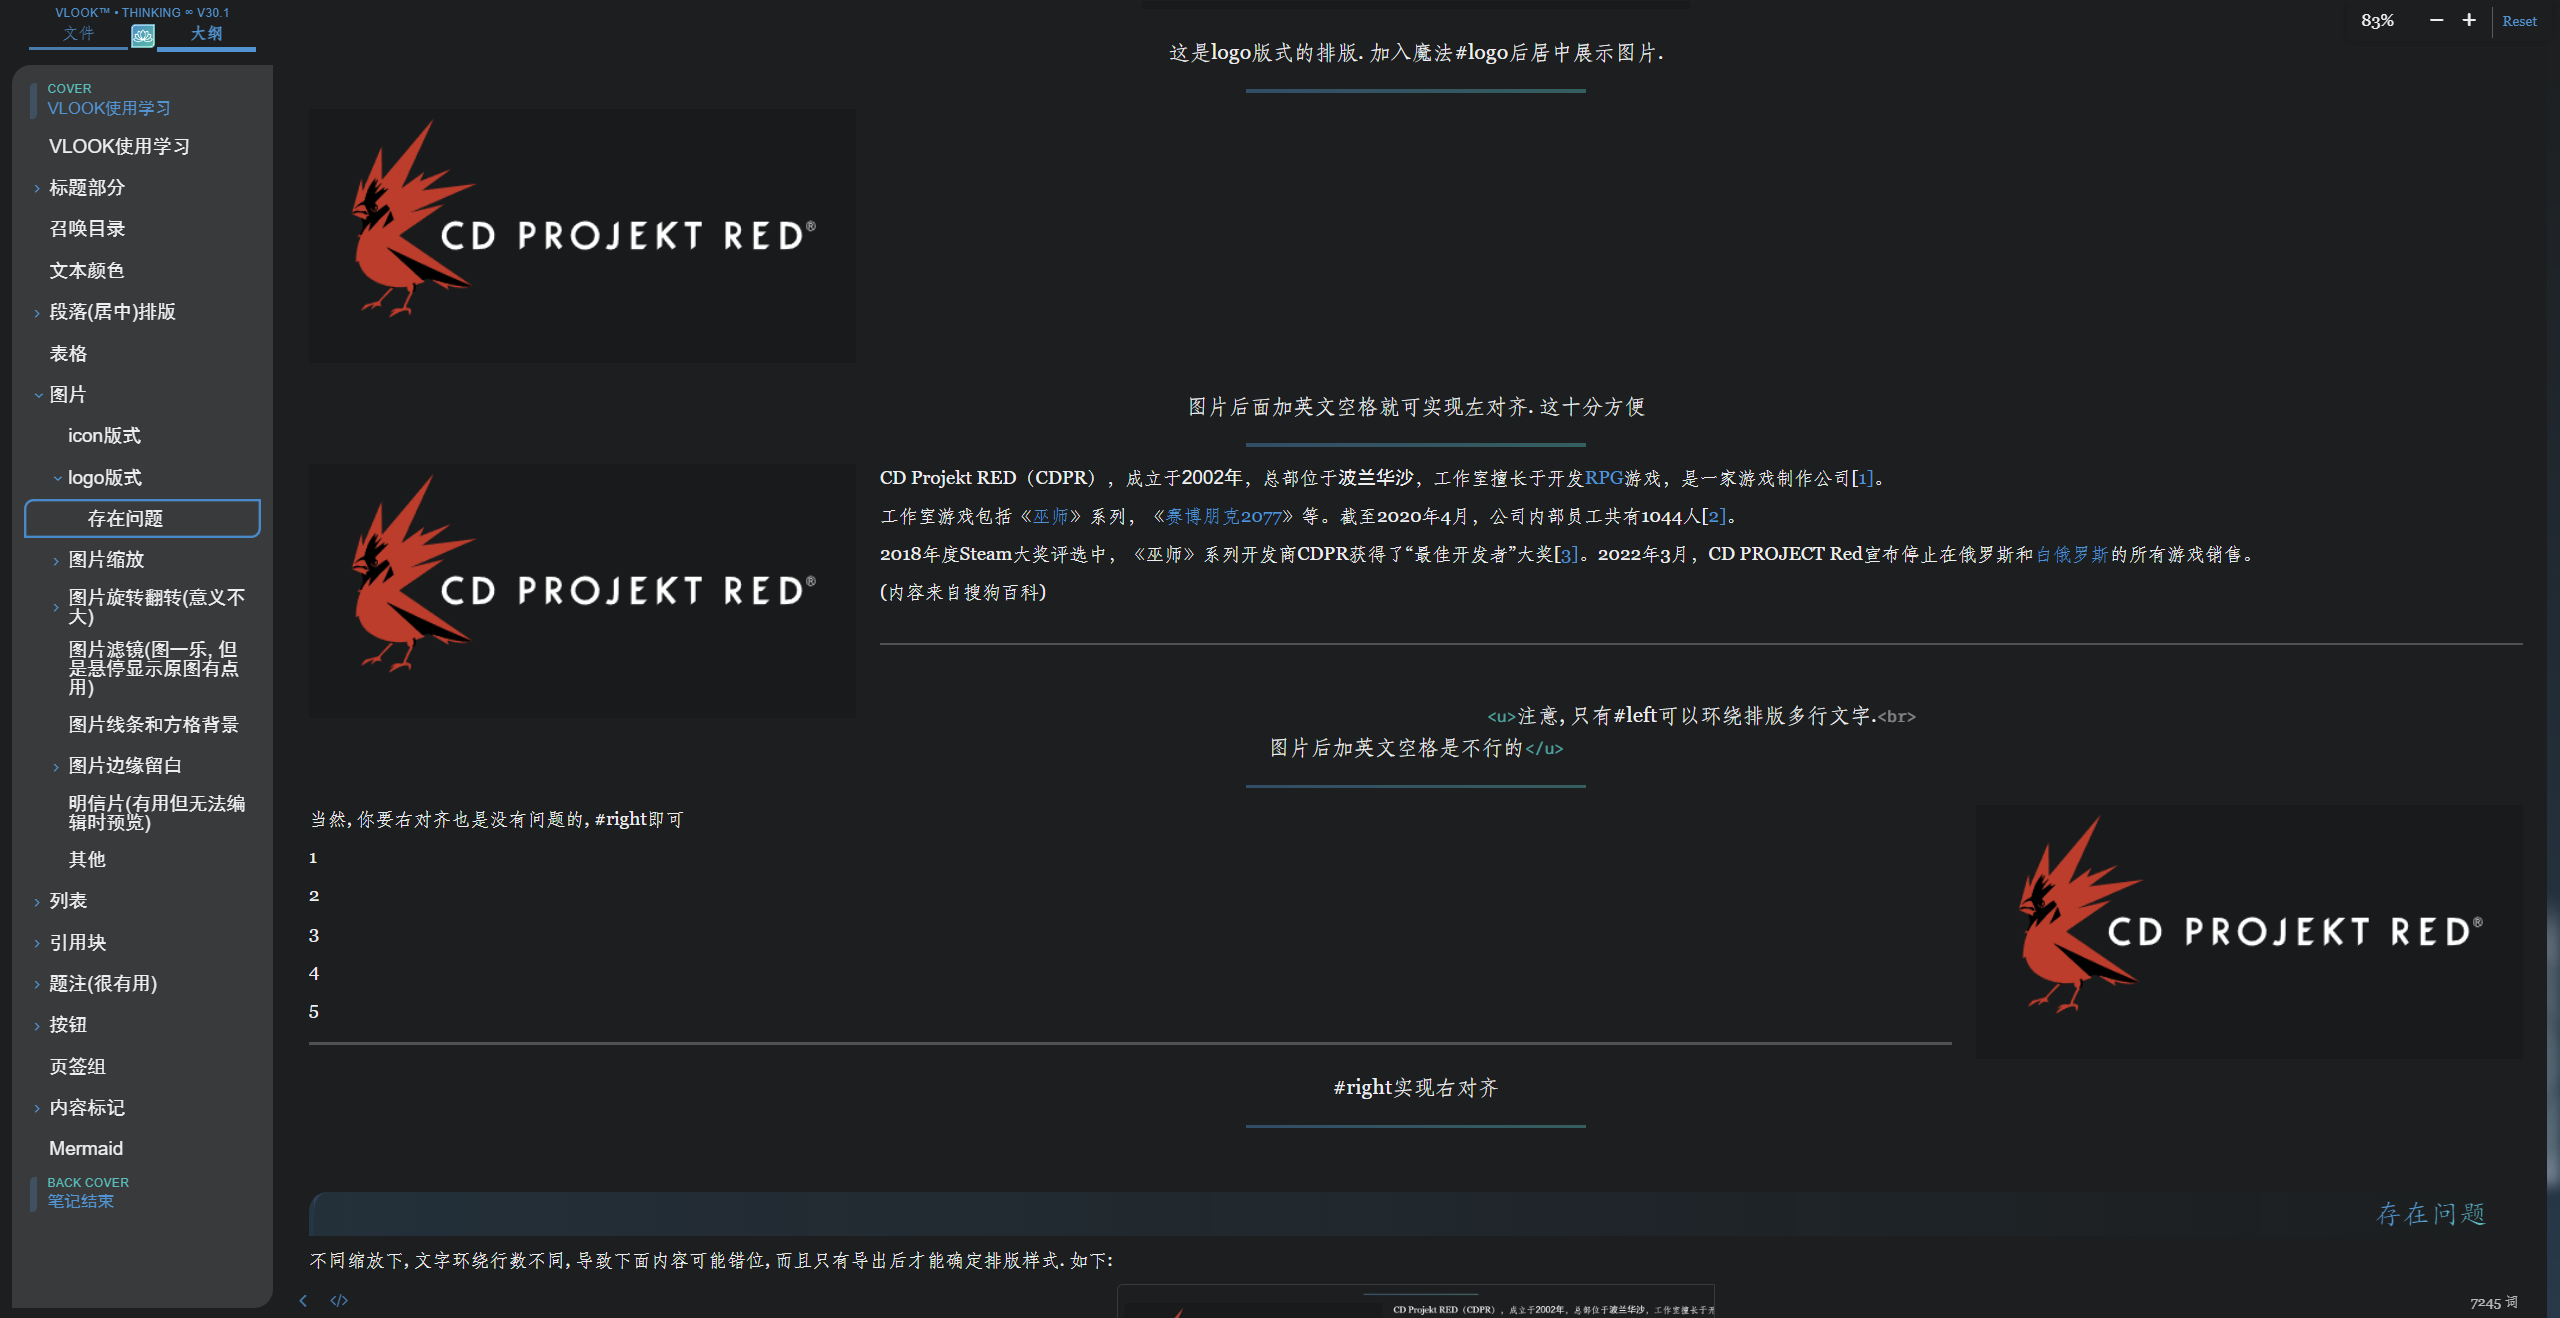 VLOOK™ • THINKING ∞ V30.1
文件
大纲
COVER
VLOOK使用学习
VLOOK使用学习
标题部分
召唤目录
文本颜色
段落(居中)排版
表格
图片
icon版式
logo版式
存在问题
图片缩放
图片旋转翻转(意义不
大)
图片滤镜(图一乐, 但
是悬停显示原图有点
用)
图片线条和方格背景
图片边缘留白
明信片(有用但无法编
辑时预览)
其他
列表
引用块
题注(很有用)
按钮
页签组
内容标记
Mermaid
BACK COVER
笔记结束
83%
Reset
这是logo版式的排版. 加入魔法#logo后居中展示图片.
CD PROJEKT RED®
图片后面加英文空格就可实现左对齐. 这十分方便
CD PROJEKT RED®
CD Projekt RED（CDPR），成立于2002年，总部位于波兰华沙，工作室擅长于开发RPG游戏，是一家游戏制作公司[1]。
工作室游戏包括《巫师》系列，《赛博朋克2077》等。截至2020年4月，公司内部员工共有1044人[2]。
2018年度Steam大奖评选中，《巫师》系列开发商CDPR获得了“最佳开发者”大奖[3]。2022年3月，CD PROJECT Red宣布停止在俄罗斯和白俄罗斯的所有游戏销售。
(内容来自搜狗百科)
<u>注意, 只有#left可以环绕排版多行文字.<br>
图片后加英文空格是不行的</u>
当然, 你要右对齐也是没有问题的, #right即可
1
2
3
4
5
CD PROJEKT RED®
#right实现右对齐
存在问题
不同缩放下, 文字环绕行数不同, 导致下面内容可能错位, 而且只有导出后才能确定排版样式. 如下:
CD Projekt RED（CDPR），成立于2002年，总部位于波兰华沙，工作室擅长于开
7245 词